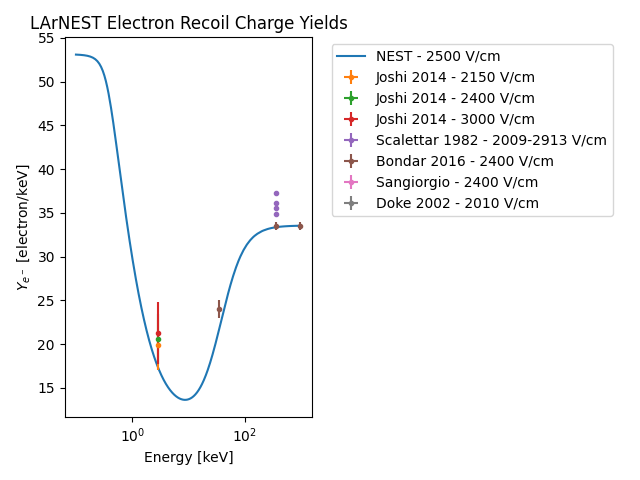 LArNEST Electron Recoil Charge Yields
NEST - 2500 V/cm
Joshi 2014 - 2150 V/cm
Joshi 2014 - 2400 V/cm
Joshi 2014 - 3000 V/cm
Scalettar 1982 - 2009-2913 V/cm
Bondar 2016 - 2400 V/cm
Sangiorgio - 2400 V/cm
Doke 2002 - 2010 V/cm
Y_{e^-} [electron/keV]
55
50
45
40
35
30
25
20
15
10^0 10^2
Energy [keV]